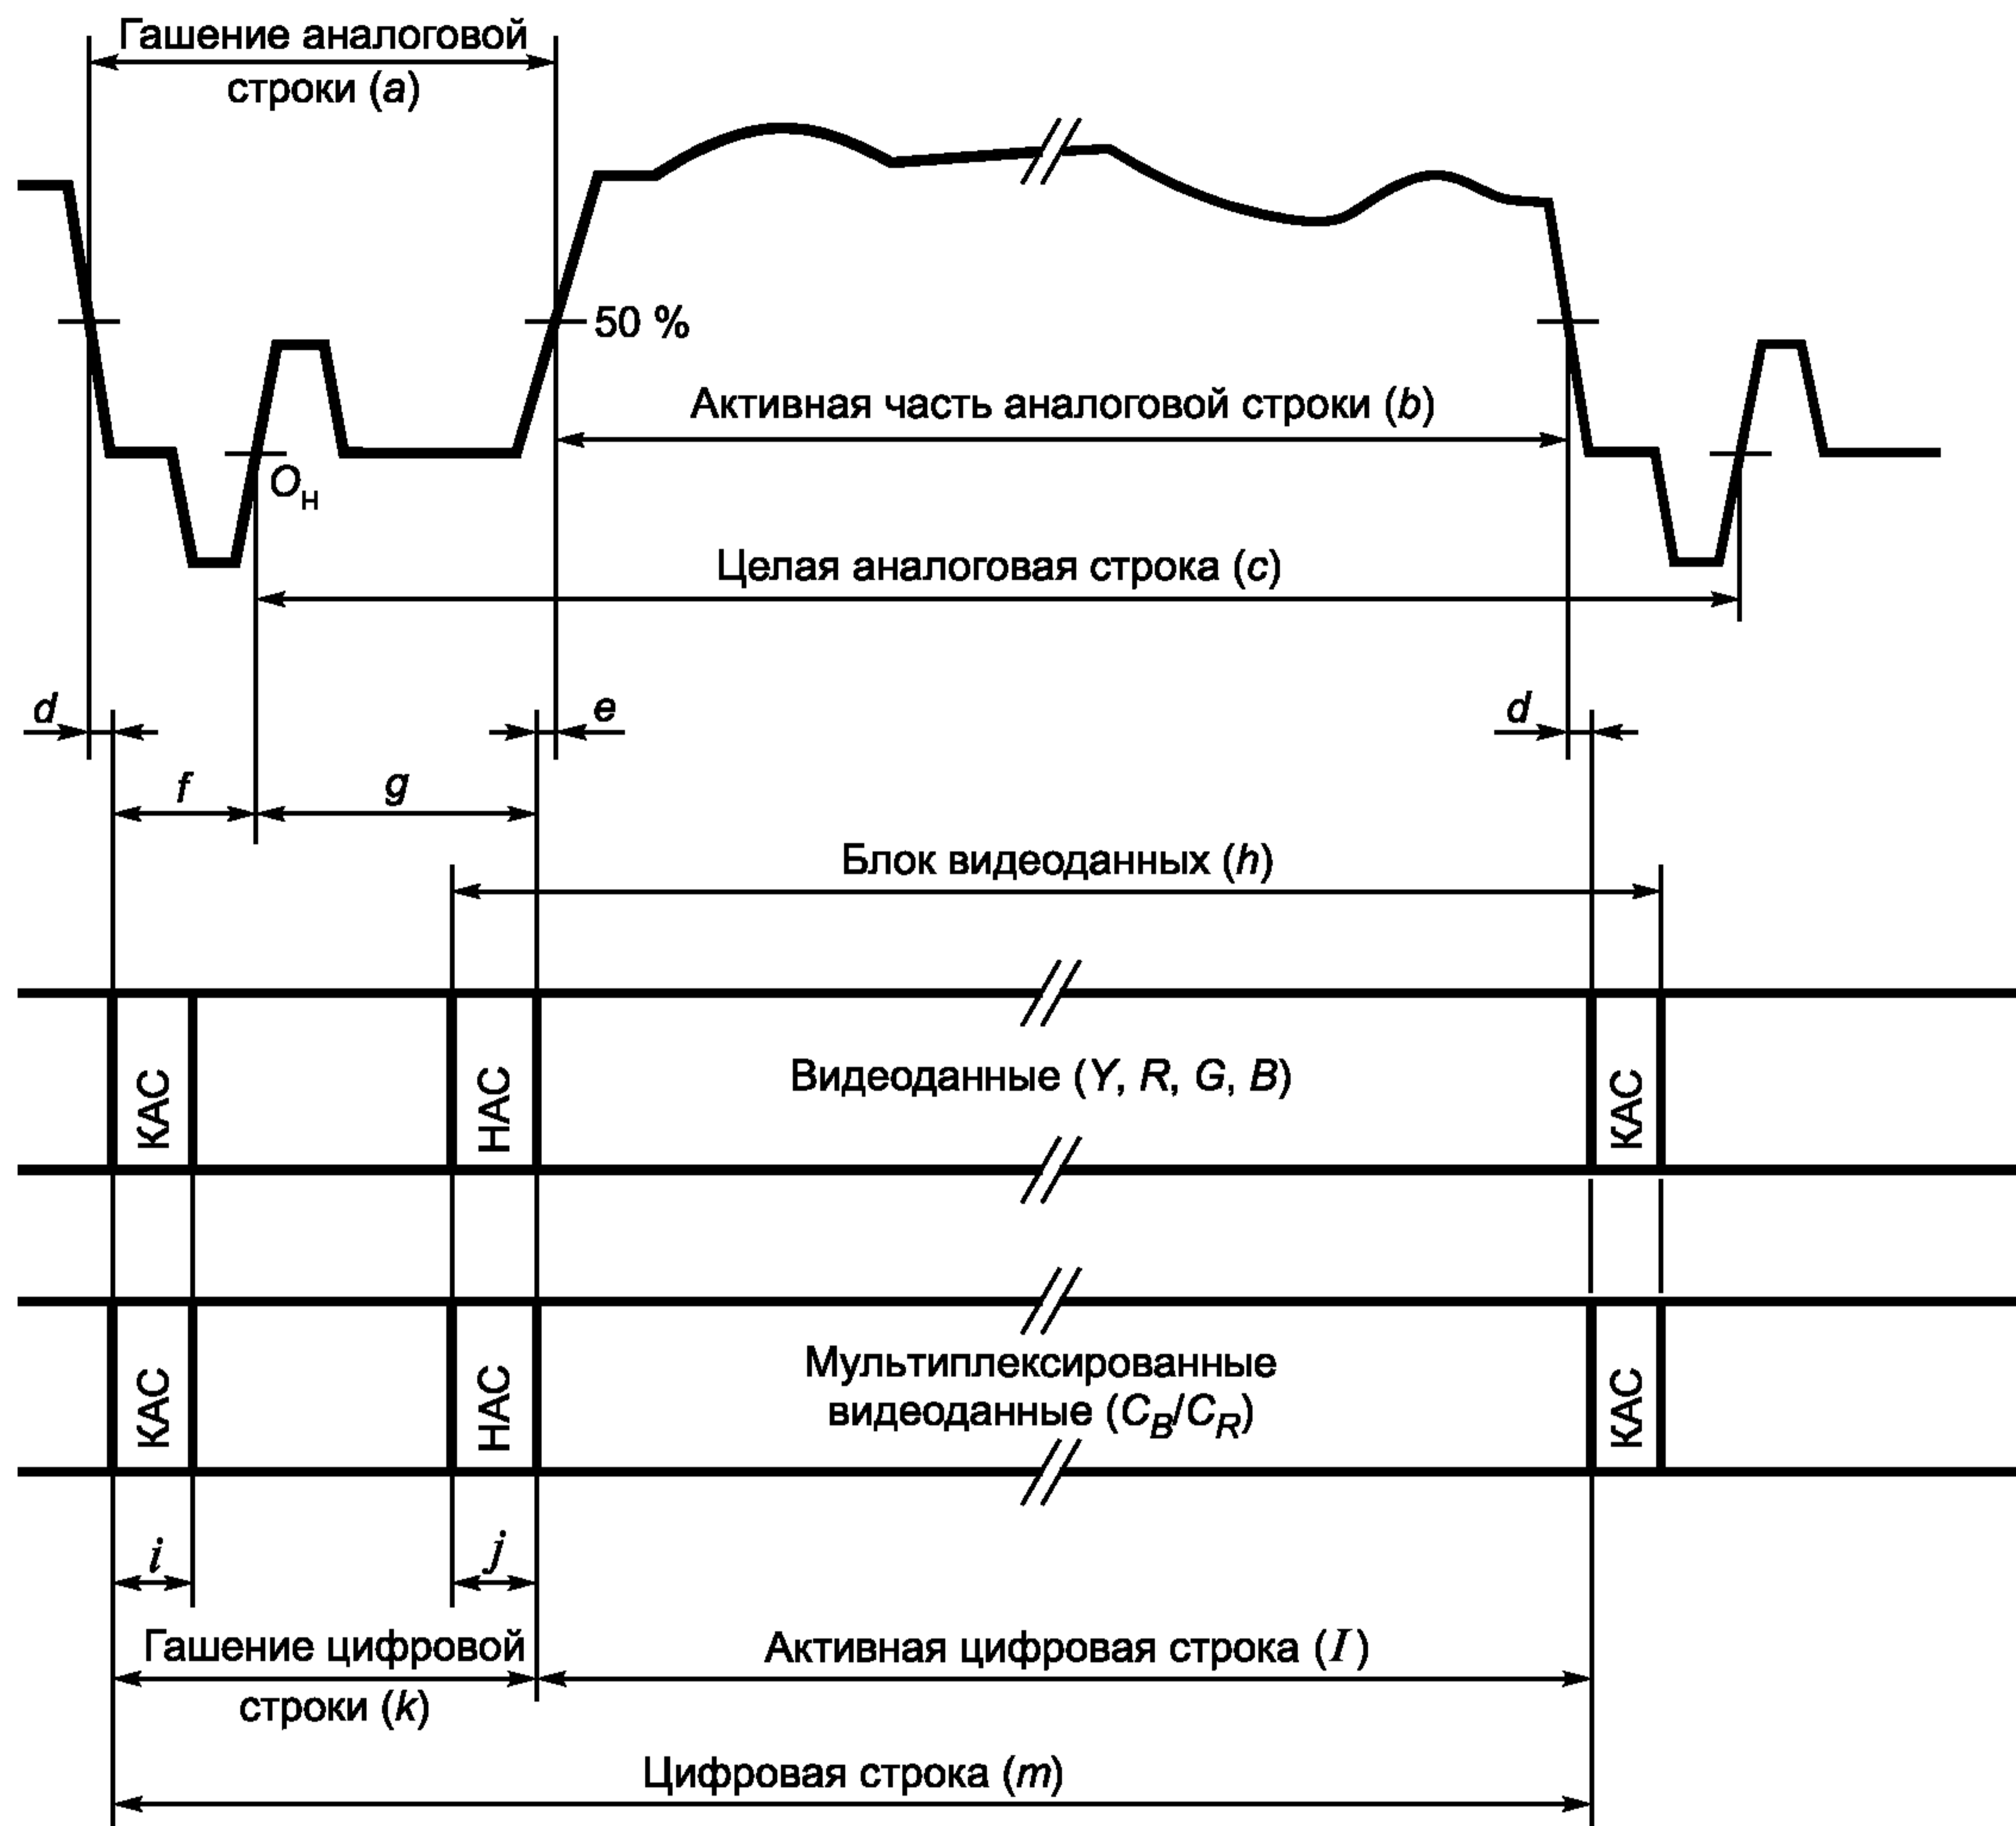 Гашение аналоговой
строки (a)
50 %
Активная часть аналоговой строки (b)
Oн
Целая аналоговая строка (c)
d
e
d
f
g
Блок видеоданных (h)
КАС
НАС
Видеоданные (Y, R, G, B)
КАС
КАС
НАС
Мультиплексированные
видеоданные (CB/CR)
КАС
i
j
Гашение цифровой
строки (k)
Активная цифровая строка (I)
Цифровая строка (m)